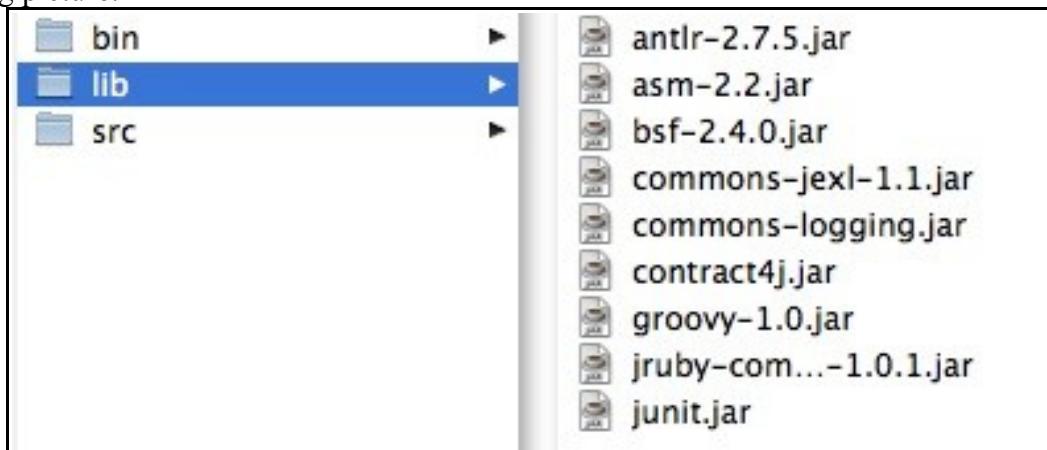 bin
lib
src
antlr-2.7.5.jar
asm-2.2.jar
bsf-2.4.0.jar
commons-jexl-1.1.jar
commons-logging.jar
contract4j.jar
groovy-1.0.jar
jruby-com...-1.0.1.jar
junit.jar